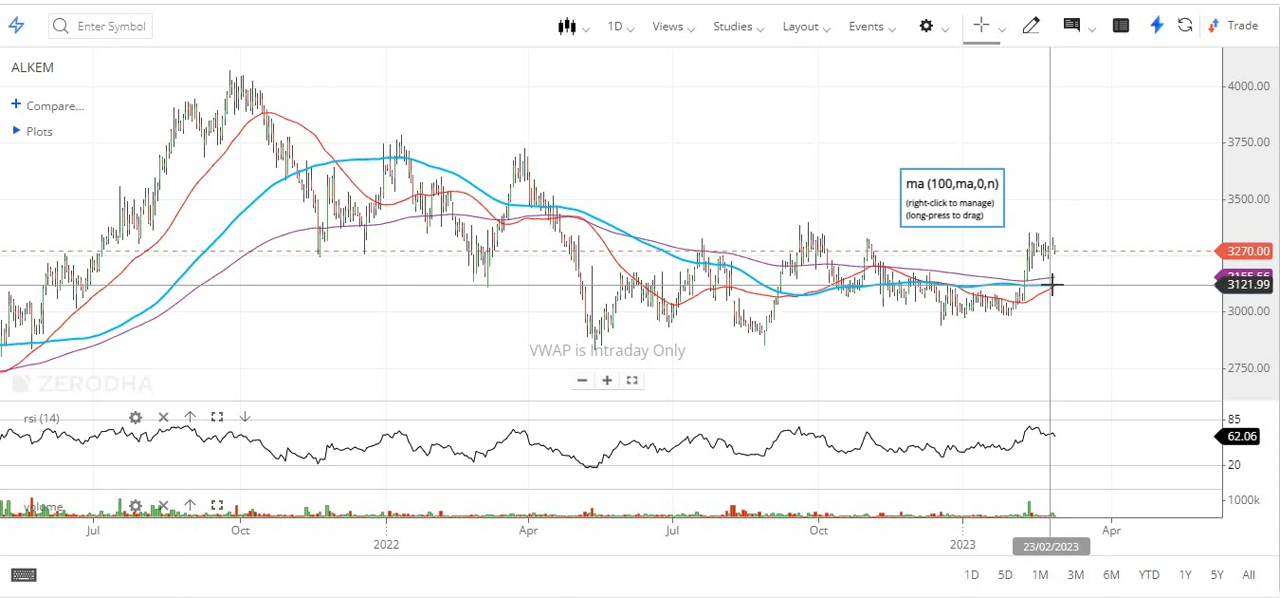 Enter Symbol 1D Views Studies Layout Events Trade
ALKEM
Compare...
Plots
4000.00
3750.00
3500.00
ma (100,ma,0,n)
(right-click to manage)
(long-press to drag)
3270.00
3121.99
3000.00
VWAP is Intraday Only
2750.00
ZERODHA
rsi (14)
85
62.06
20
volume
1000k
Jul Oct Apr Jul Oct Apr
2022 2023
23/02/2023
1D 5D 1M 3M 6M YTD 1Y 5Y All